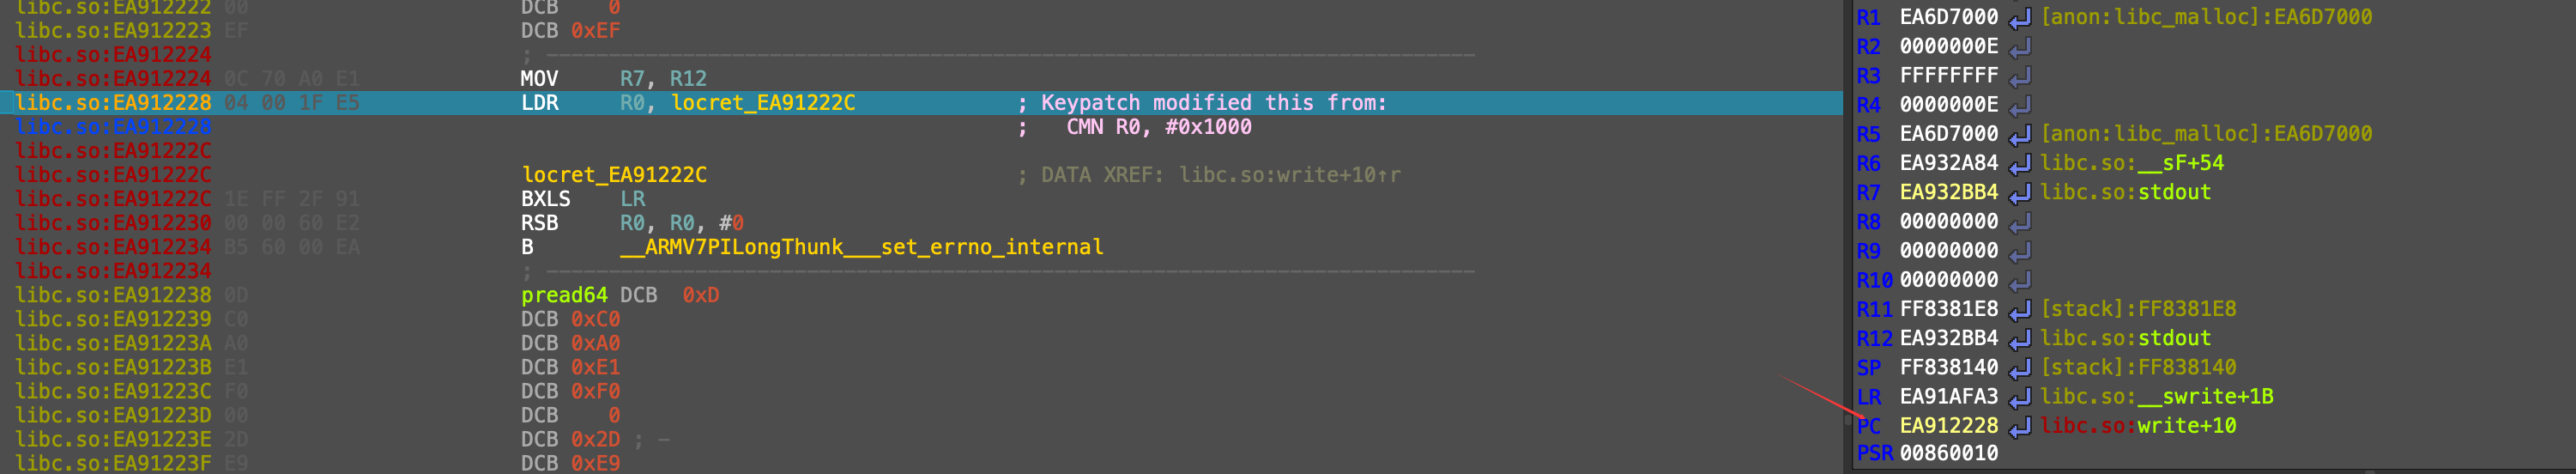 libc.so:EA912222 00 DCB 0
libc.so:EA912223 EF DCB 0xEF
libc.so:EA912224 ; ---------------------------------------------------------------------------
libc.so:EA912224 0C 70 A0 E1 MOV R7, R12
libc.so:EA912228 04 00 1F E5 LDR R0, locret_EA91222C ; Keypatch modified this from:
libc.so:EA912228 ; CMN R0, #0x1000
libc.so:EA91222C
libc.so:EA91222C locret_EA91222C ; DATA XREF: libc.so:write+10↑r
libc.so:EA91222C 1E FF 2F 91 BXLS LR
libc.so:EA912230 00 00 60 E2 RSB R0, R0, #0
libc.so:EA912234 B5 60 00 EA B __ARMV7PILongThunk___set_errno_internal
libc.so:EA912234 ; ---------------------------------------------------------------------------
libc.so:EA912238 0D pread64 DCB 0xD
libc.so:EA912239 C0 DCB 0xC0
libc.so:EA91223A A0 DCB 0xA0
libc.so:EA91223B E1 DCB 0xE1
libc.so:EA91223C F0 DCB 0xF0
libc.so:EA91223D 00 DCB 0
libc.so:EA91223E 2D DCB 0x2D ; -
libc.so:EA91223F E9 DCB 0xE9
R1 EA6D7000 [anon:libc_malloc]:EA6D7000
R2 0000000E
R3 FFFFFFFF
R4 0000000E
R5 EA6D7000 [anon:libc_malloc]:EA6D7000
R6 EA932A84 libc.so:__sF+54
R7 EA932BB4 libc.so:stdout
R8 00000000
R9 00000000
R10 00000000
R11 FF8381E8 [stack]:FF8381E8
R12 EA932BB4 libc.so:stdout
SP FF838140 [stack]:FF838140
LR EA91AFA3 libc.so:__swrite+1B
PC EA912228 libc.so:write+10
PSR 00860010